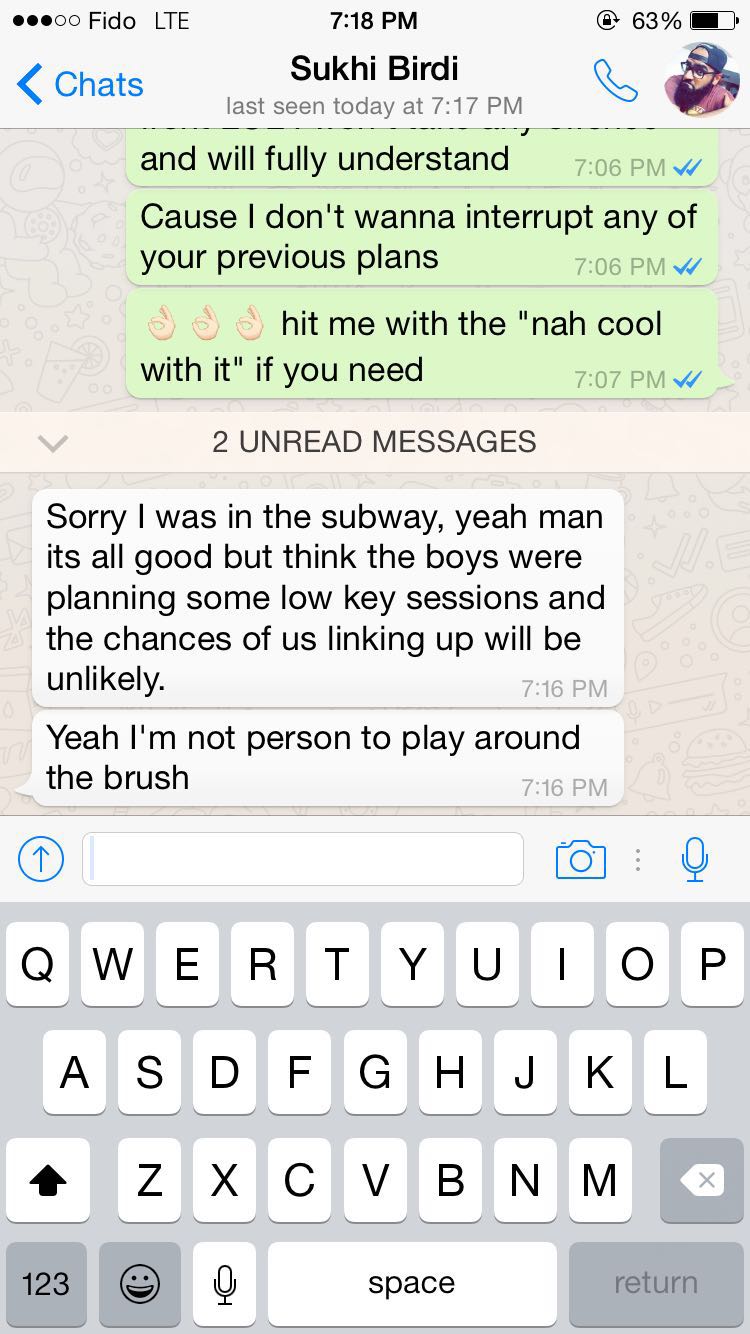 Fido LTE 7:18 PM 63%
Chats Sukhi Birdi
last seen today at 7:17 PM
and will fully understand 7:06 PM
Cause I don't wanna interrupt any of
your previous plans 7:06 PM
👌🏻 👌🏻 👌🏻 hit me with the "nah cool
with it" if you need 7:07 PM
2 UNREAD MESSAGES
Sorry I was in the subway, yeah man
its all good but think the boys were
planning some low key sessions and
the chances of us linking up will be
unlikely. 7:16 PM
Yeah I'm not person to play around
the brush 7:16 PM
Q W E R T Y U I O P
A S D F G H J K L
Z X C V B N M
123 space return